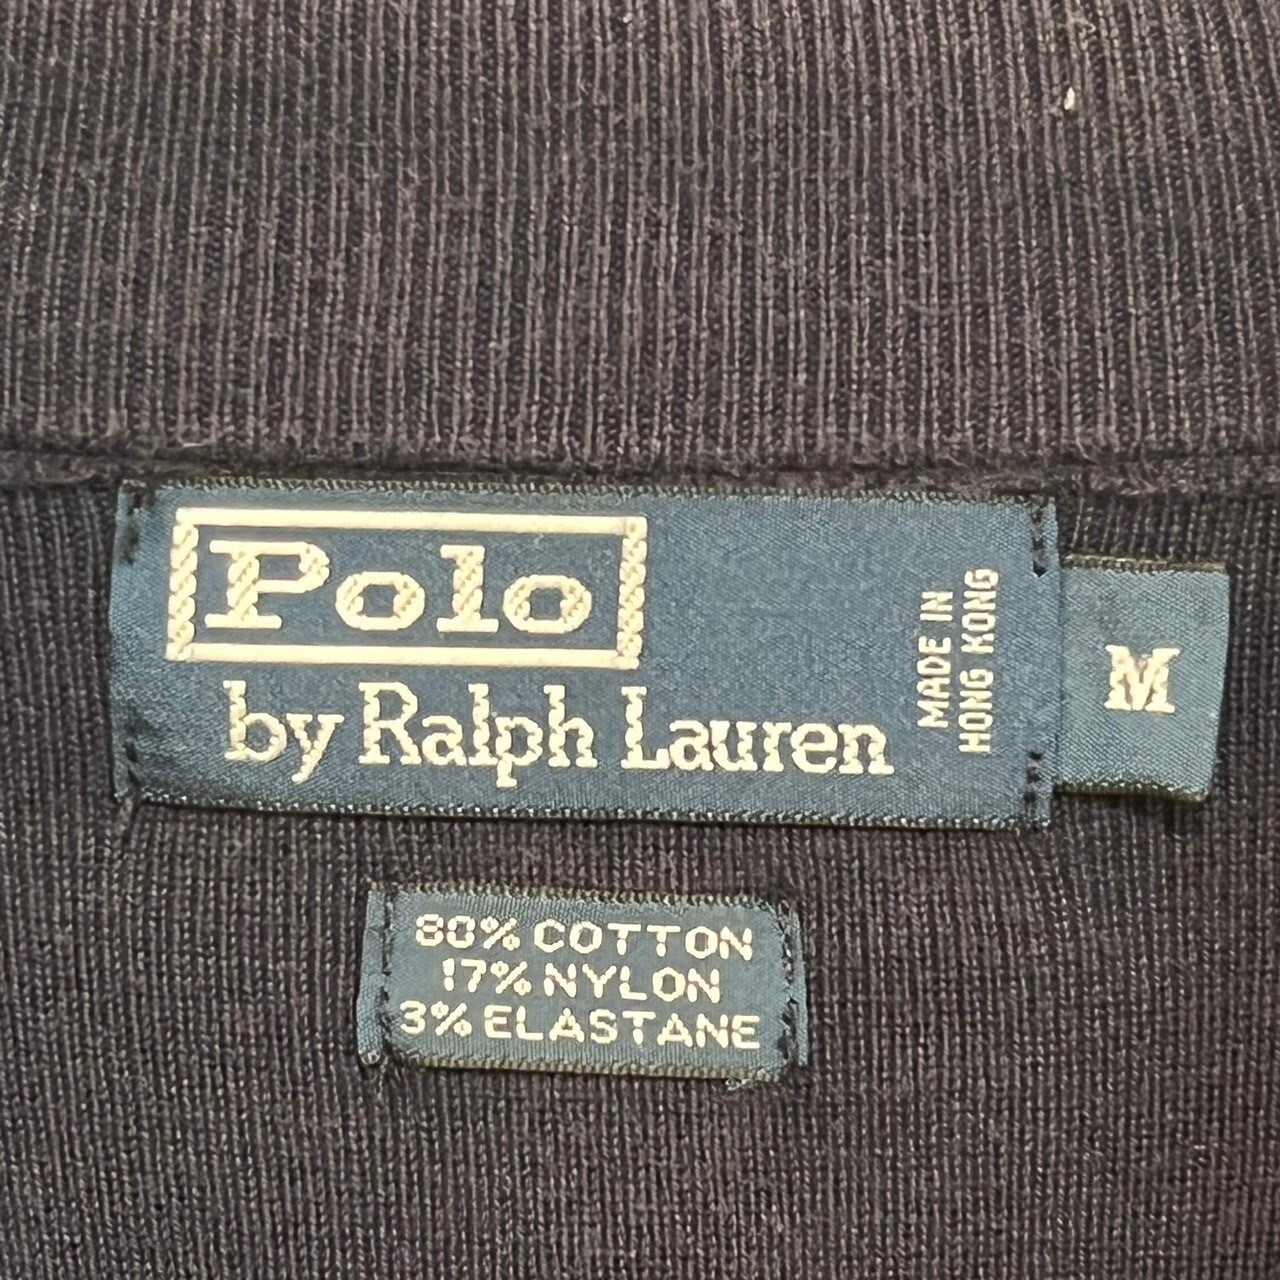 Polo
by Ralph Lauren
MADE IN
HONG KONG
M
80% COTTON
17% NYLON
3% ELASTANE